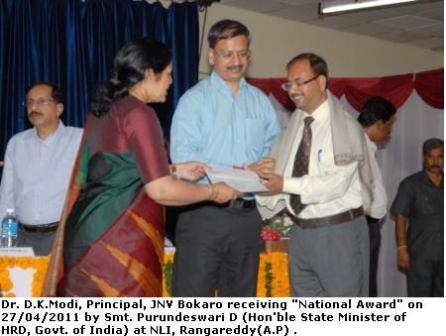 Dr. D.K.Modi, Principal, JNV Bokaro receiving "National Award" on
27/04/2011 by Smt. Purundeswari D (Hon'ble State Minister of
HRD, Govt. of India) at NLI, Rangareddy(A.P) .